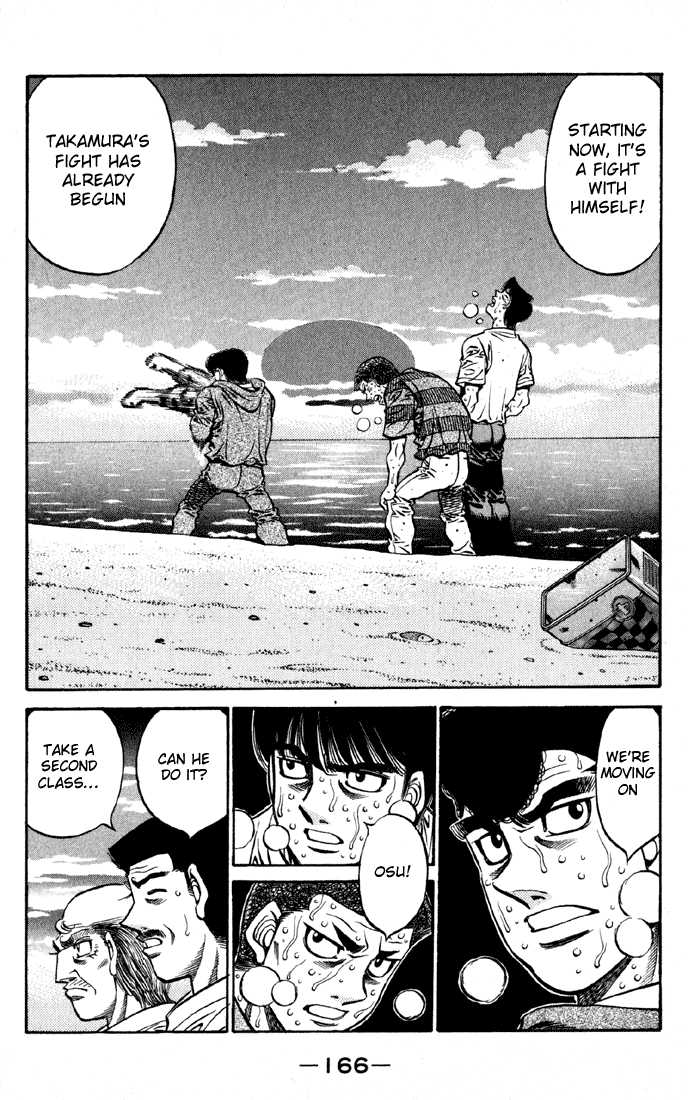 STARTING
NOW, IT'S
A FIGHT
WITH
HIMSELF!
TAKAMURA'S
FIGHT HAS
ALREADY
BEGUN
WE'RE
MOVING
ON
OSU!
CAN HE
DO IT?
TAKE A
SECOND
CLASS...
—166—